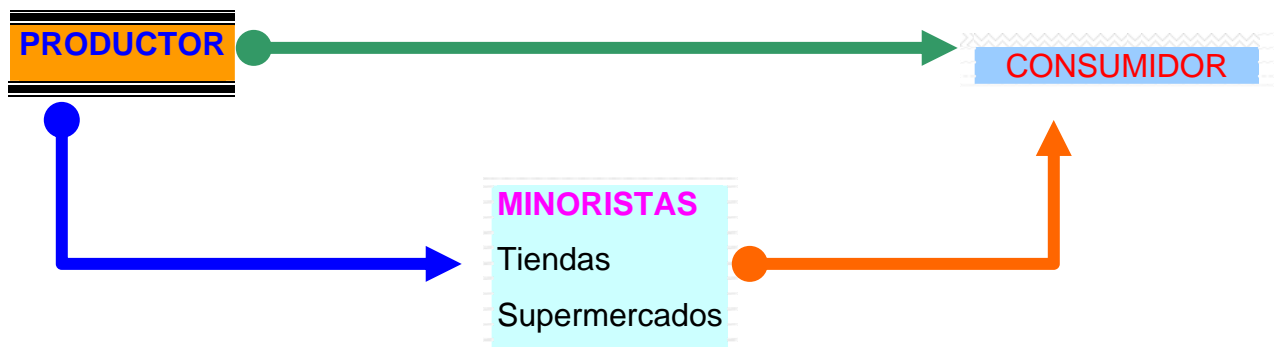 PRODUCTOR
CONSUMIDOR
MINORISTAS
Tiendas
Supermercados